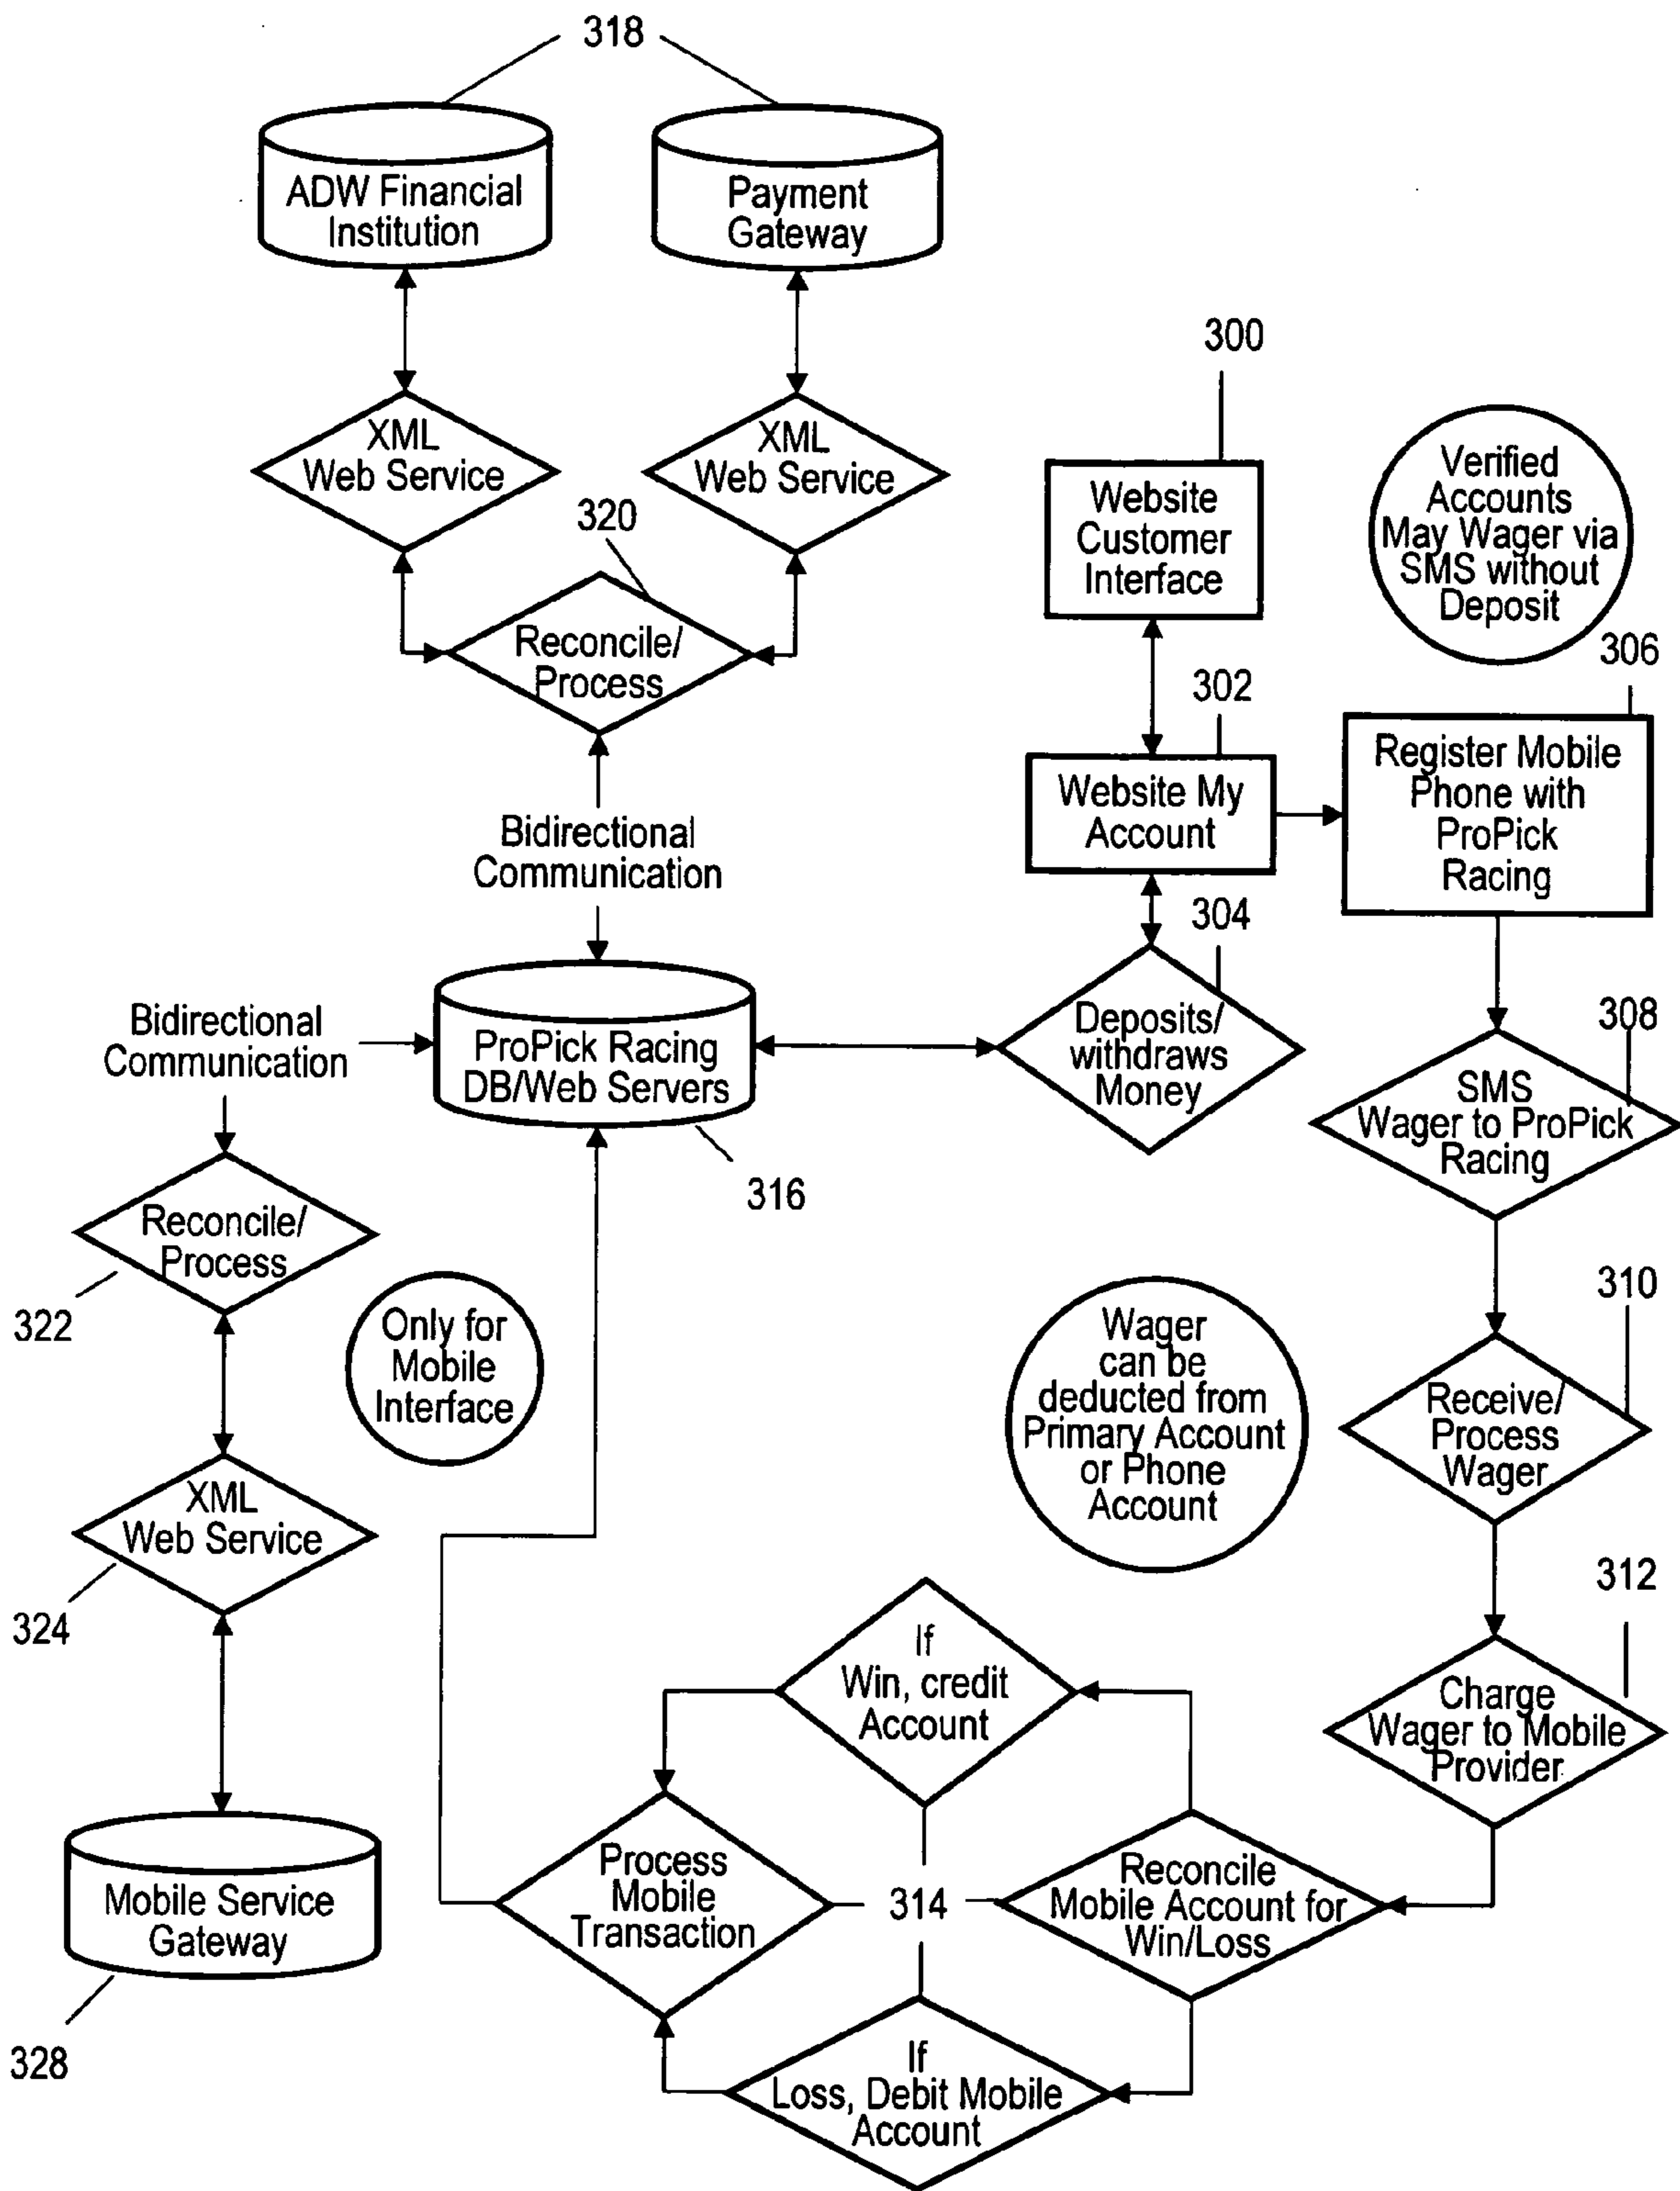 318
ADW Financial
Institution
Payment
Gateway
XML
Web Service
XML
Web Service
320
Reconcile/
Process
Bidirectional
Communication
300
Website
Customer
Interface
Verified
Accounts
May Wager via
SMS without
Deposit
302
306
Website My
Account
Register Mobile
Phone with
ProPick
Racing
304
Deposits/
withdraws
Money
308
SMS
Wager to ProPick
Racing
Bidirectional
Communication
ProPick Racing
DB/Web Servers
316
Reconcile/
Process
322
Only for
Mobile
Interface
XML
Web Service
324
Mobile Service
Gateway
328
Wager
can be
deducted from
Primary Account
or Phone
Account
310
Receive/
Process
Wager
312
Charge
Wager to Mobile
Provider
If
Win, credit
Account
Process
Mobile
Transaction
314
Reconcile
Mobile Account for
Win/Loss
If
Loss, Debit Mobile
Account